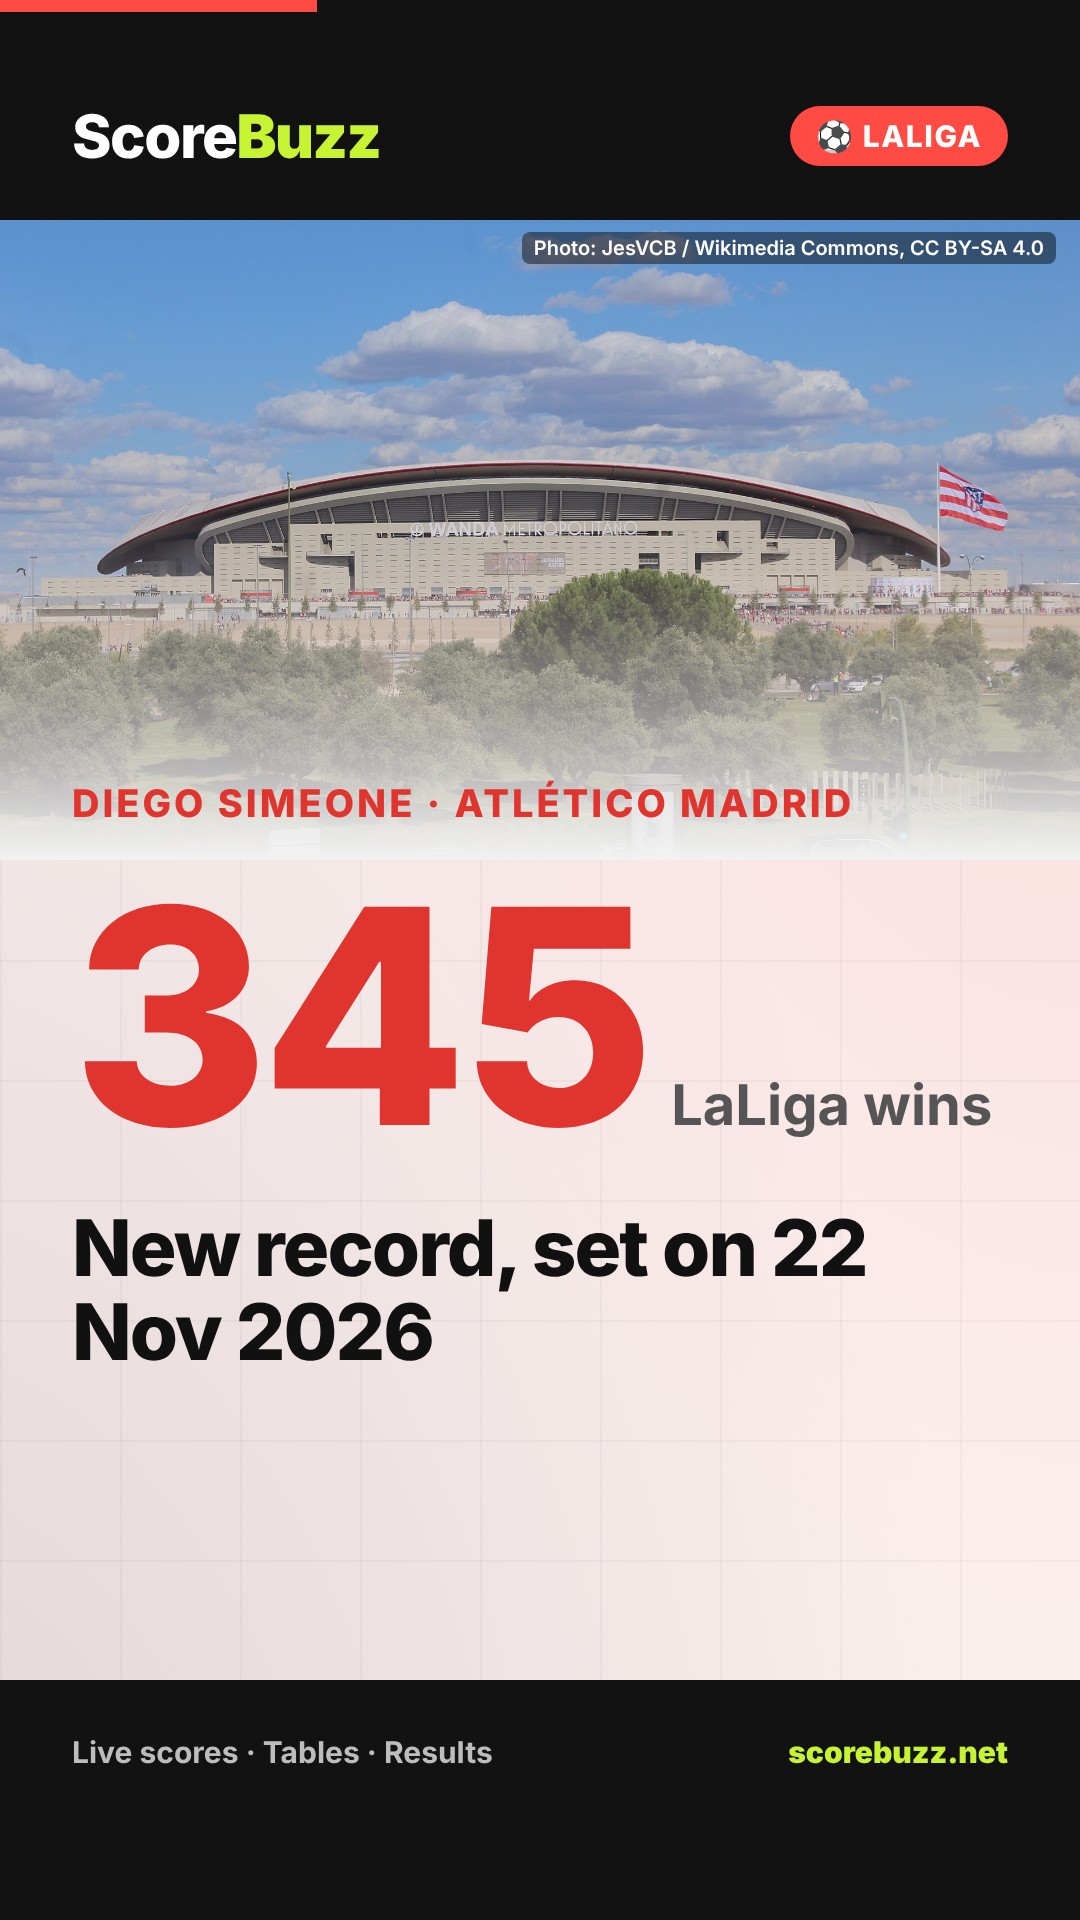 ScoreBuzz
⚽ LALIGA
Photo: JesVCB / Wikimedia Commons, CC BY-SA 4.0
WANDA METROPOLITANO
DIEGO SIMEONE · ATLÉTICO MADRID
345 LaLiga wins
New record, set on 22
Nov 2026
Live scores · Tables · Results
scorebuzz.net